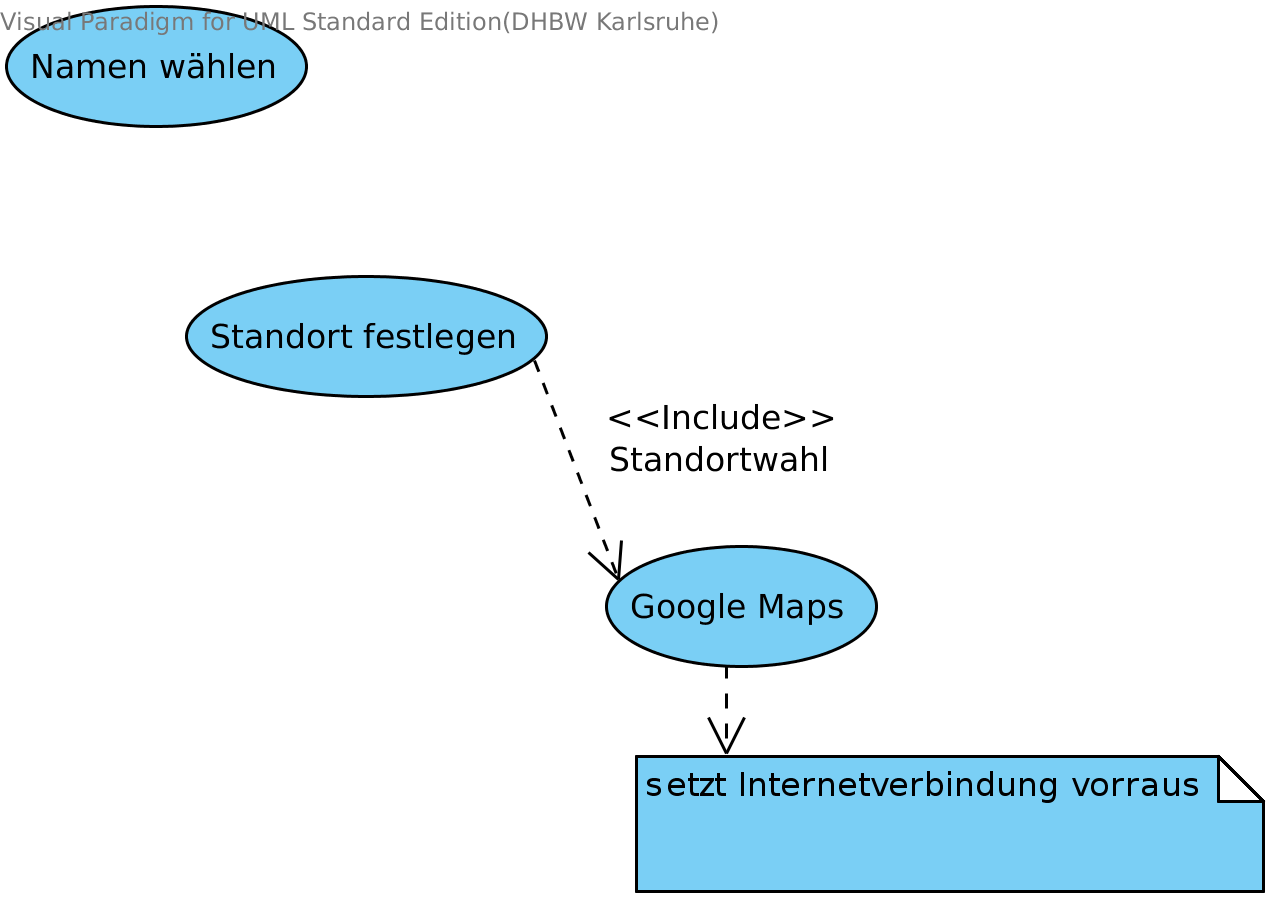 Visual Paradigm for UML Standard Edition(DHBW Karlsruhe)
Namen wählen
Standort festlegen
<<Include>>
Standortwahl
Google Maps
setzt Internetverbindung vorraus